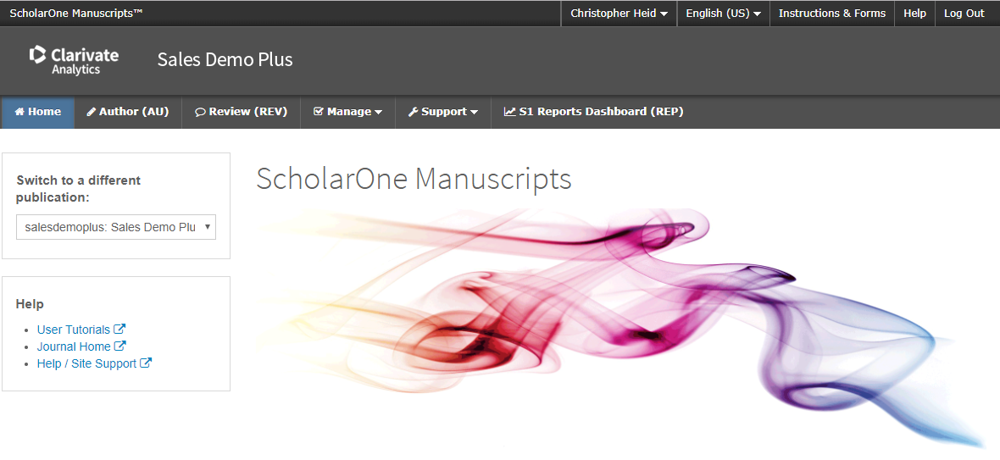 ScholarOne Manuscripts™
Christopher Heid
English (US)
Instructions & Forms
Help
Log Out
Clarivate
Analytics
Sales Demo Plus
Home
Author (AU)
Review (REV)
Manage
Support
S1 Reports Dashboard (REP)
Switch to a different
publication:
salesdemoplus: Sales Demo Plu
Help
User Tutorials
Journal Home
Help / Site Support
ScholarOne Manuscripts